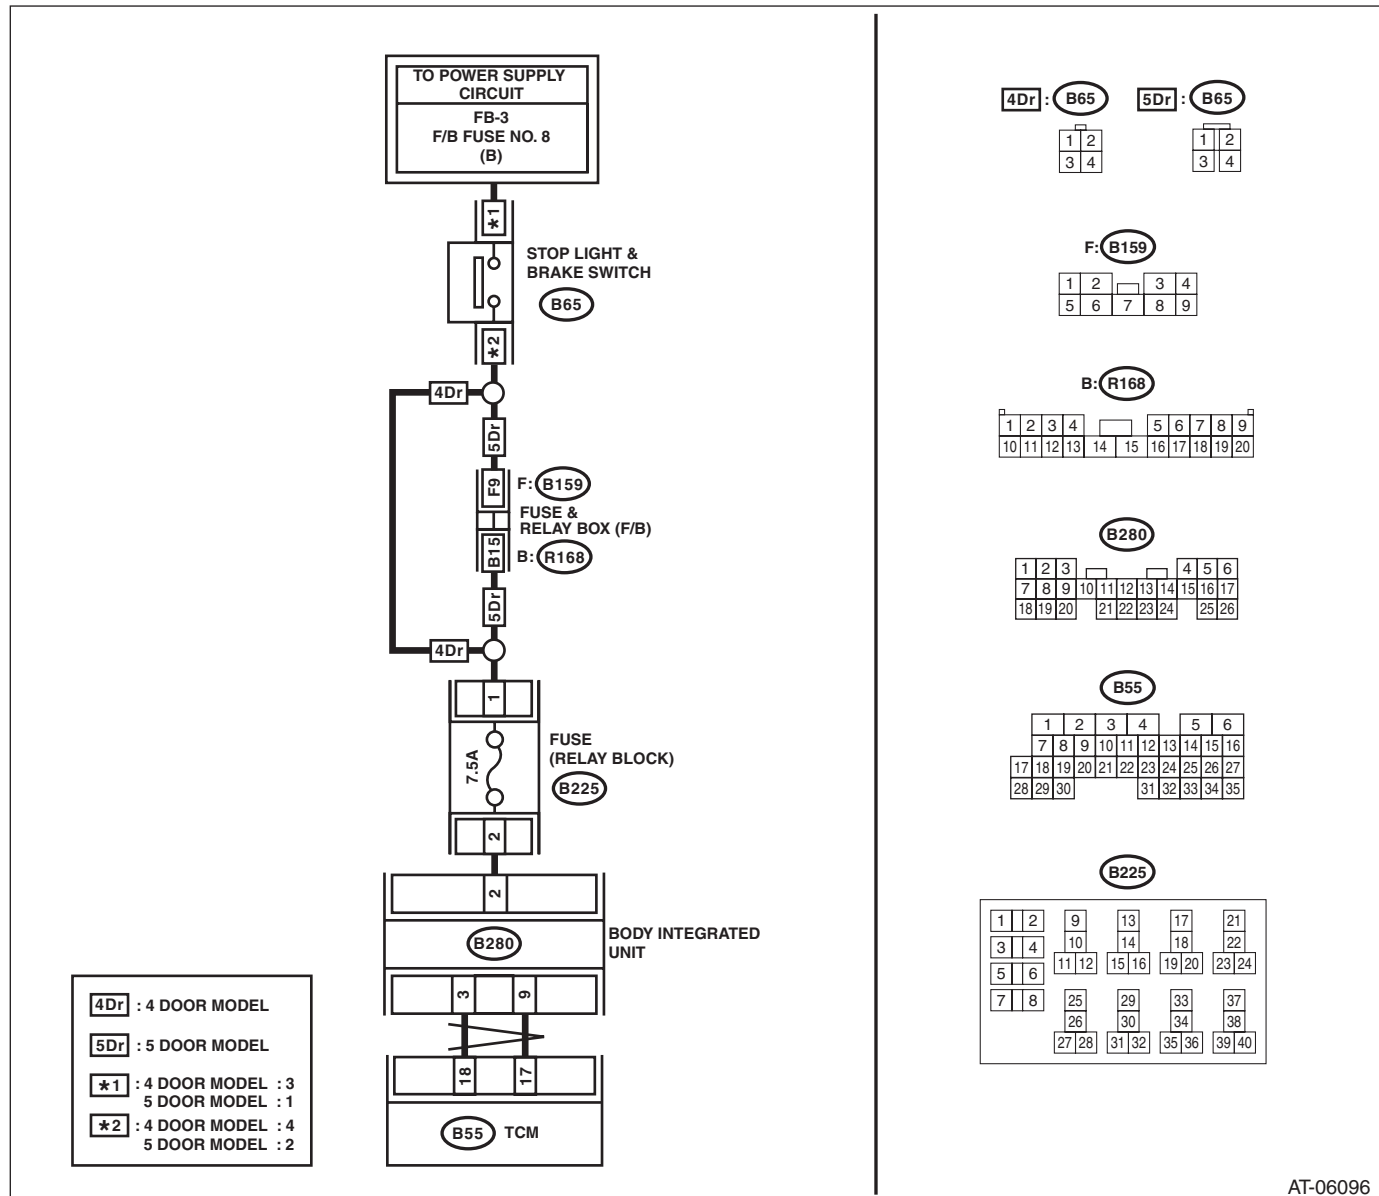 TO POWER SUPPLY
CIRCUIT
FB-3
F/B FUSE NO. 8
(B)
*1
STOP LIGHT &
BRAKE SWITCH
B65
*2
4Dr
5Dr
F9
F: B159
FUSE &
RELAY BOX (F/B)
B15
B: R168
5Dr
4Dr
1
7.5A
FUSE
(RELAY BLOCK)
B225
2
2
B280
BODY INTEGRATED
UNIT
3 9
18 17
B55 TCM
4Dr : 4 DOOR MODEL
5Dr : 5 DOOR MODEL
*1 : 4 DOOR MODEL : 3
5 DOOR MODEL : 1
*2 : 4 DOOR MODEL : 4
5 DOOR MODEL : 2
4Dr : B65 5Dr : B65
1 2 1 2
3 4 3 4
F: B159
1 2 3 4
5 6 7 8 9
B: R168
1 2 3 4 5 6 7 8 9
10 11 12 13 14 15 16 17 18 19 20
B280
1 2 3 4 5 6
7 8 9 10 11 12 13 14 15 16 17
18 19 20 21 22 23 24 25 26
B55
1 2 3 4 5 6
7 8 9 10 11 12 13 14 15 16
17 18 19 20 21 22 23 24 25 26 27
28 29 30 31 32 33 34 35
B225
1 2 9 13 17 21
3 4 10 14 18 22
11 12 15 16 19 20 23 24
5 6
7 8 25 29 33 37
26 30 34 38
27 28 31 32 35 36 39 40
AT-06096